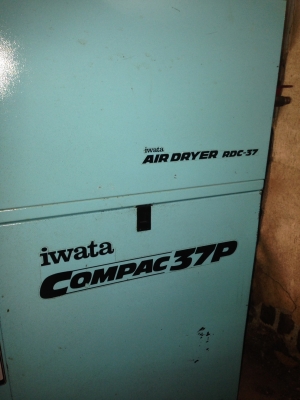 iwata
AIR DRYER RDC-37
iwata
COMPAC 37P